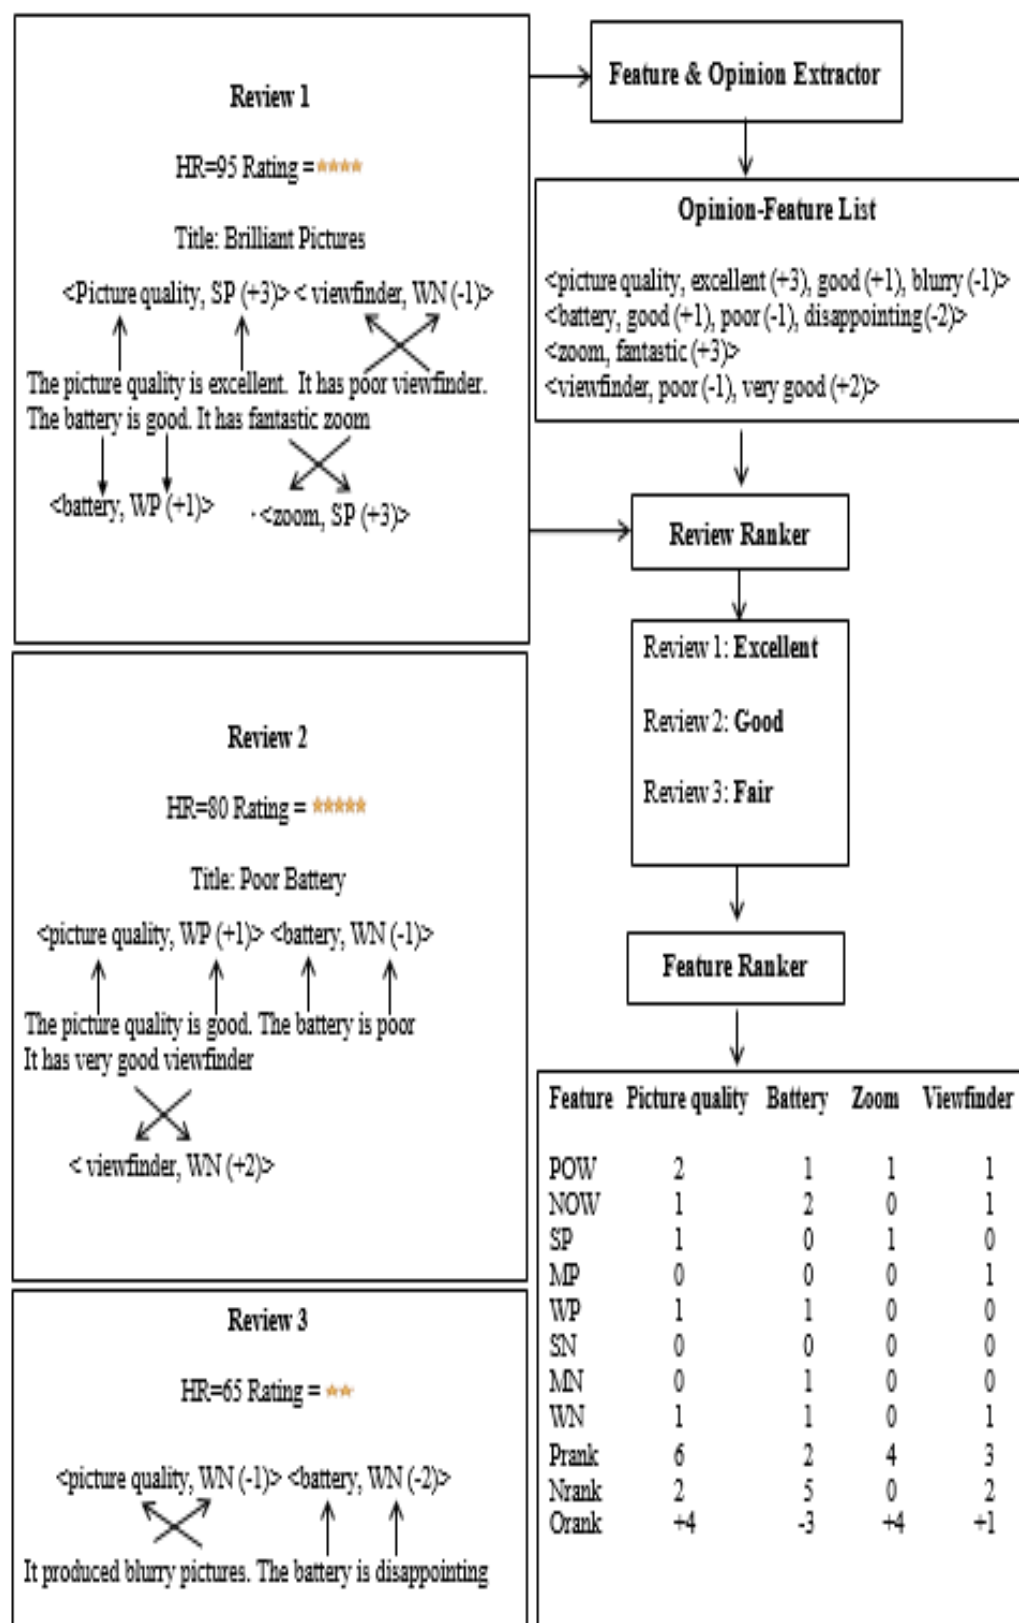 Review 1
HR=95 Rating = ****
Title: Brilliant Pictures
<Picture quality, SP (+3)> < viewfinder, WN (-1)>
The picture quality is excellent. It has poor viewfinder.
The battery is good. It has fantastic zoom
<battery, WP (+1)> <zoom, SP (+3)>
Review 2
HR=80 Rating = *****
Title: Poor Battery
<picture quality, WP (+1)> <battery, WN (-1)>
The picture quality is good. The battery is poor
It has very good viewfinder
< viewfinder, WN (+2)>
Review 3
HR=65 Rating = **
<picture quality, WN (-1)> <battery, WN (-2)>
It produced blurry pictures. The battery is disappointing
Feature & Opinion Extractor
Opinion-Feature List
<picture quality, excellent (+3), good (+1), blurry (-1)>
<battery, good (+1), poor (-1), disappointing (-2)>
<zoom, fantastic (+3)>
<viewfinder, poor (-1), very good (+2)>
Review Ranker
Review 1: Excellent
Review 2: Good
Review 3: Fair
Feature Ranker
Feature Picture quality Battery Zoom Viewfinder
POW 2 1 1 1
NOW 1 2 0 1
SP 1 0 1 0
MP 0 0 0 1
WP 1 1 0 0
SN 0 0 0 0
MN 0 1 0 0
WN 1 1 0 1
Prank 6 2 4 3
Nrank 2 5 0 2
Orank +4 -3 +4 +1